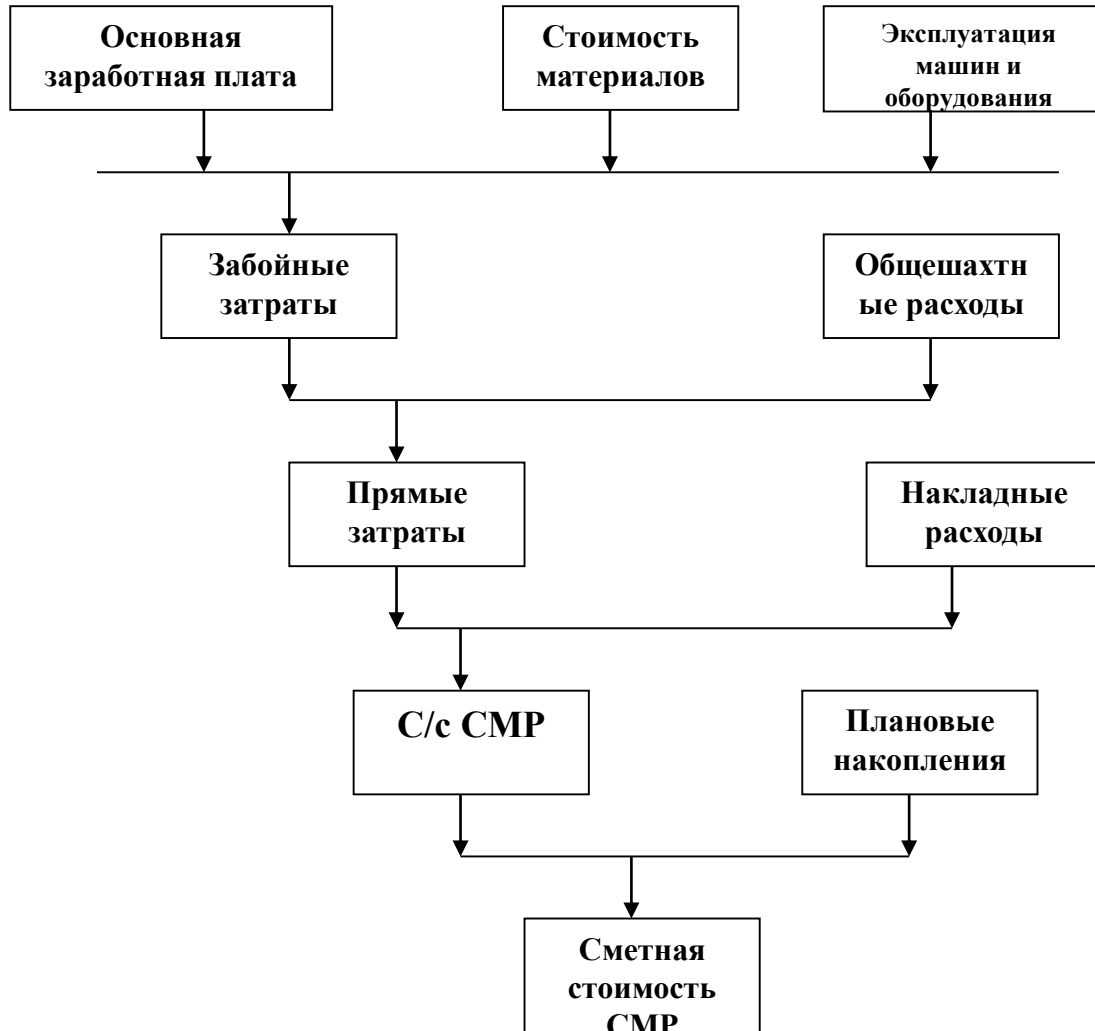 Основная
заработная плата
Стоимость
материалов
Эксплуатация
машин и
оборудования
Забойные
затраты
Общешахтн
ые расходы
Прямые
затраты
Накладные
расходы
С/с СМР
Плановые
накопления
Сметная
стоимость
СМР